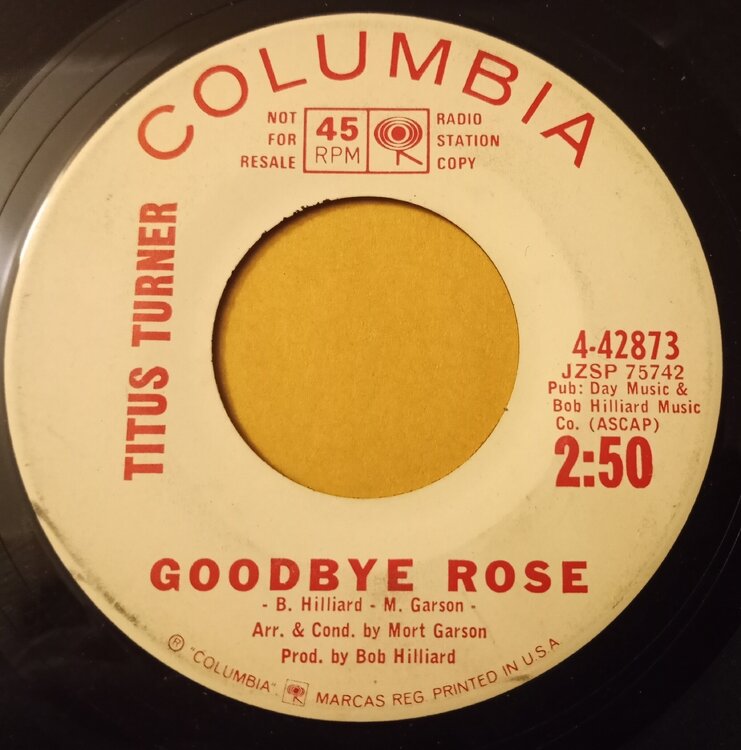 COLUMBIA
NOT
FOR
RESALE
45
RPM
RADIO
STATION
COPY
TITUS TURNER
4-42873
JZSP 75742
Pub: Day Music &
Bob Hilliard Music
Co. (ASCAP)
2:50
GOODBYE ROSE
- B. Hilliard - M. Garson -
Arr. & Cond. by Mort Garson
Prod. by Bob Hilliard
® "COLUMBIA". MARCAS REG. PRINTED IN U.S.A